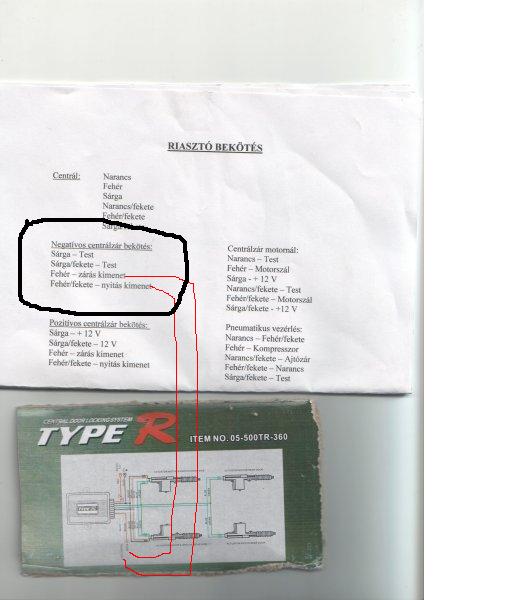 RIASZTÓ BEKÖTÉS
Centrál: Narancs
Fehér
Sárga
Narancs/fekete
Fehér/fekete
Negatívos centrálzár bekötés:
Sárga – Test
Sárga/fekete – Test
Fehér – zárás kimenet
Fehér/fekete – nyitás kimenet
Pozitívos centrálzár bekötés:
Sárga – + 12 V
Sárga/fekete – 12 V
Fehér – zárás kimenet
Fehér/fekete – nyitás kimenet
Centrálzár motornál:
Narancs – Test
Fehér – Motorszál
Sárga - + 12 V
Narancs/fekete – Test
Fehér/fekete – Motorszál
Sárga/fekete - +12 V
Pneumatikus vezérlés:
Narancs – Fehér/fekete
Fehér – Kompresszor
Narancs/fekete – Ajtózár
Fehér/fekete – Narancs
Sárga/fekete – Test
CENTRAL DOOR LOCKING SYSTEM
TYPE R ITEM NO. 05-500TR-360
TYPE R